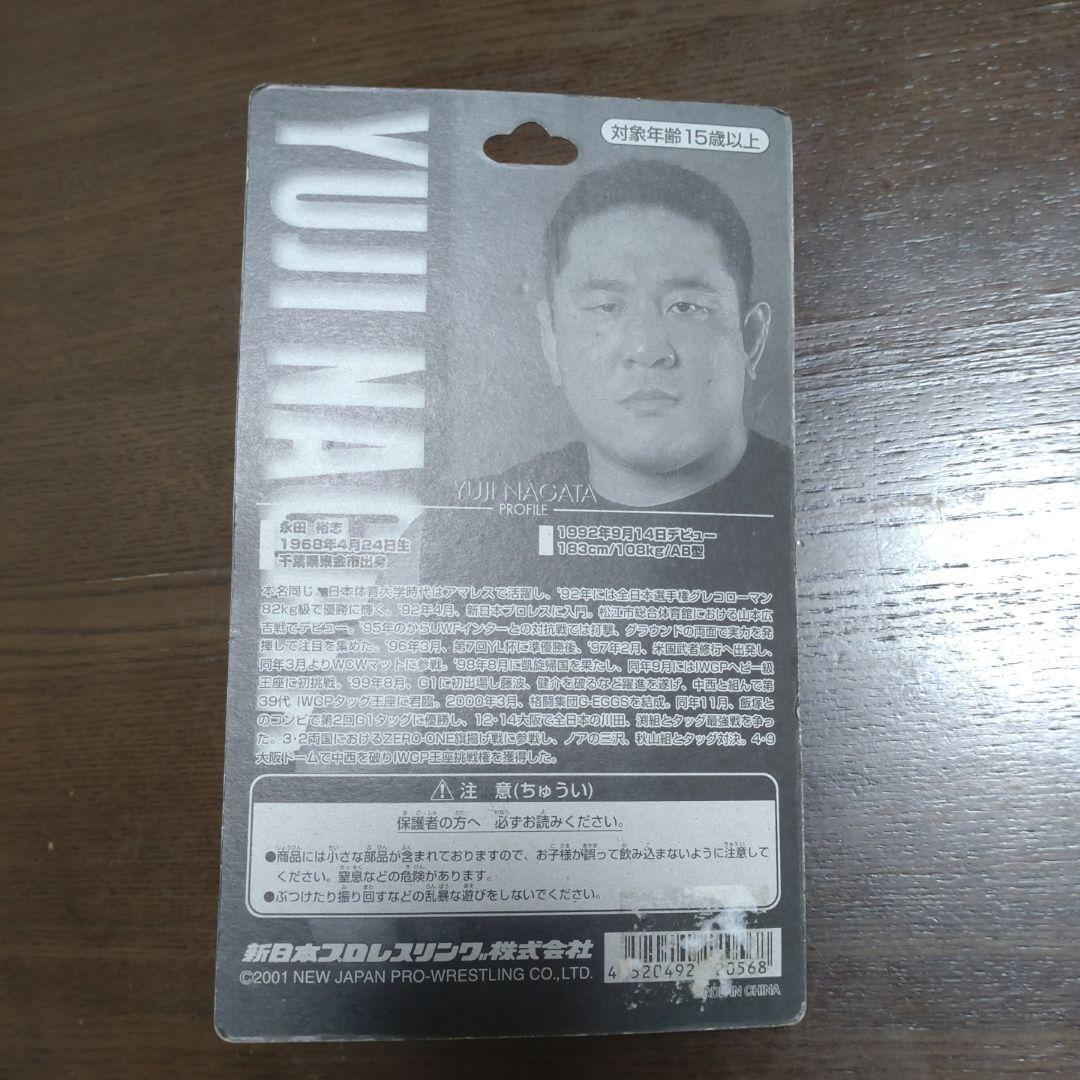 対象年齢15歳以上
YUJI NAG
YUJI NAGATA
PROFILE
永田 裕志
1968年4月24日生
千葉県東金市出身
1992年9月14日デビュー
183cm/108kg/AB型
本名同じ。日本体育大学時代はアマレスで活躍し、'92年には全日本選手権グレコローマン
82kg級で優勝に輝く。'92年4月、新日本プロレスに入門。松江市総合体育館における山本広
吉戦でデビュー。'95年のからUWFインターとの対抗戦では打撃、グラウンドの両面で実力を発
揮して注目を集めた。'96年3月、第7回YL杯に準優勝後、'97年2月、米国武者修行へ出発し、
同年3月よりWCWマットに参戦。'98年8月に凱旋帰国を果たし、同年9月にはIWGPヘビー級
王座に初挑戦。'99年8月、G1に初出場し藤波、健介を破るなど躍進を遂げ、中西と組んで第
39代 IWGPタッグ王座に君臨。2000年3月、格闘集団G-EGGSを結成。同年11月、飯塚と
のコンビで第2回G1タッグに優勝し、12・14大阪で全日本の川田、渕組とタッグ最強戦を争っ
た。3・2両国におけるZERO-ONE旗揚げ戦に参戦し、ノアの三沢、秋山組とタッグ対決。4・9
大阪ドームで中西を破りIWGP王座挑戦権を獲得した。
⚠注 意(ちゅうい)
保護者の方へ 必ずお読みください。
●商品には小さな部品が含まれておりますので、お子様が誤って飲み込まないように注意して
ください。窒息などの危険があります。
●ぶつけたり振り回すなどの乱暴な遊びをしないでください。
新日本プロレスリング株式会社
©2001 NEW JAPAN PRO-WRESTLING CO.,LTD.
4 520492 20568
MADE IN CHINA